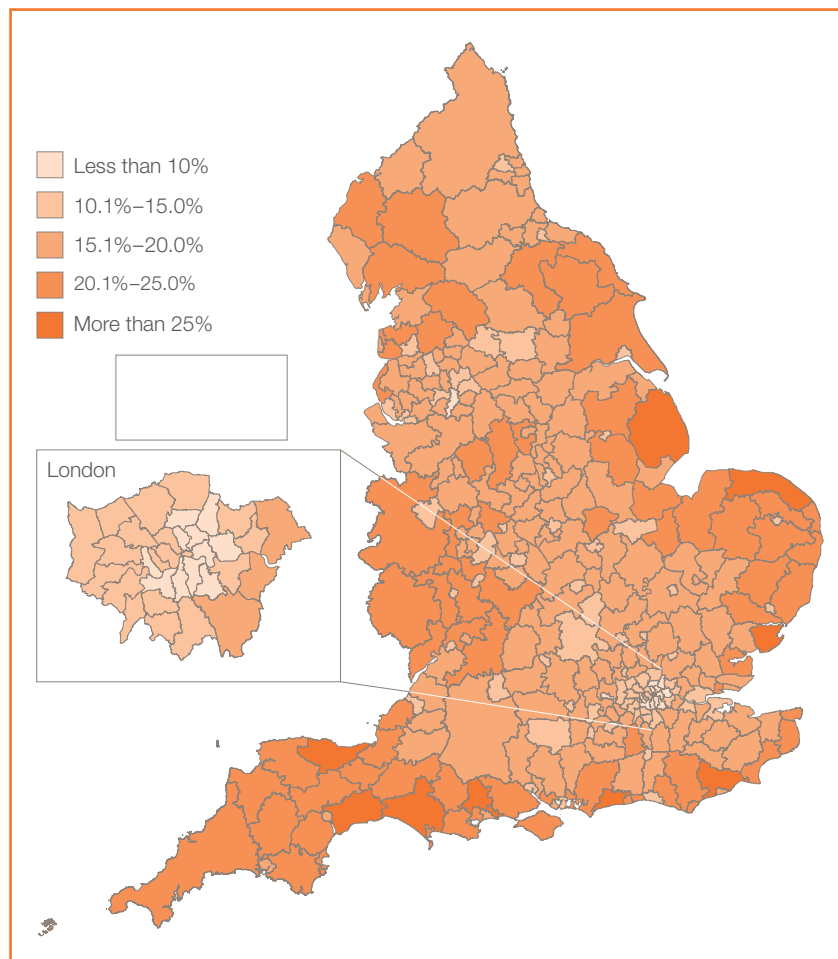 Less than 10%
10.1%–15.0%
15.1%–20.0%
20.1%–25.0%
More than 25%
London